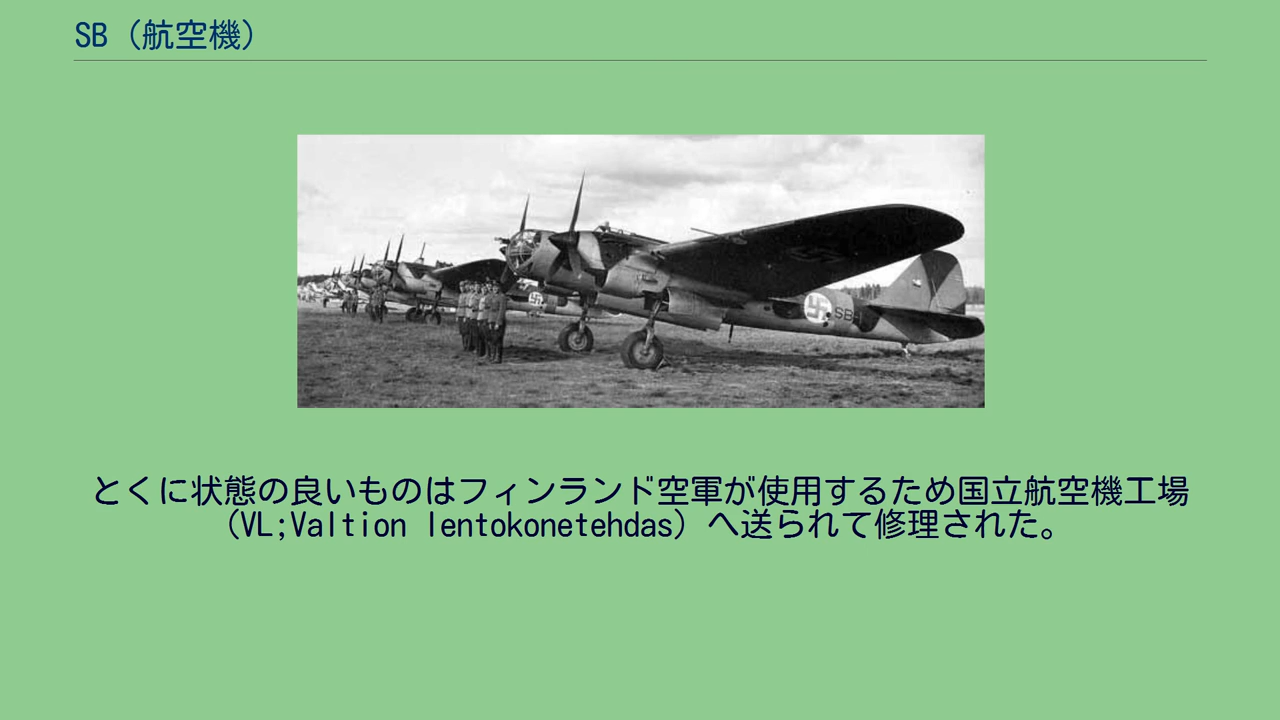 SB（航空機）
SB
とくに状態の良いものはフィンランド空軍が使用するため国立航空機工場
（VL;Valtion lentokonetehdas）へ送られて修理された。